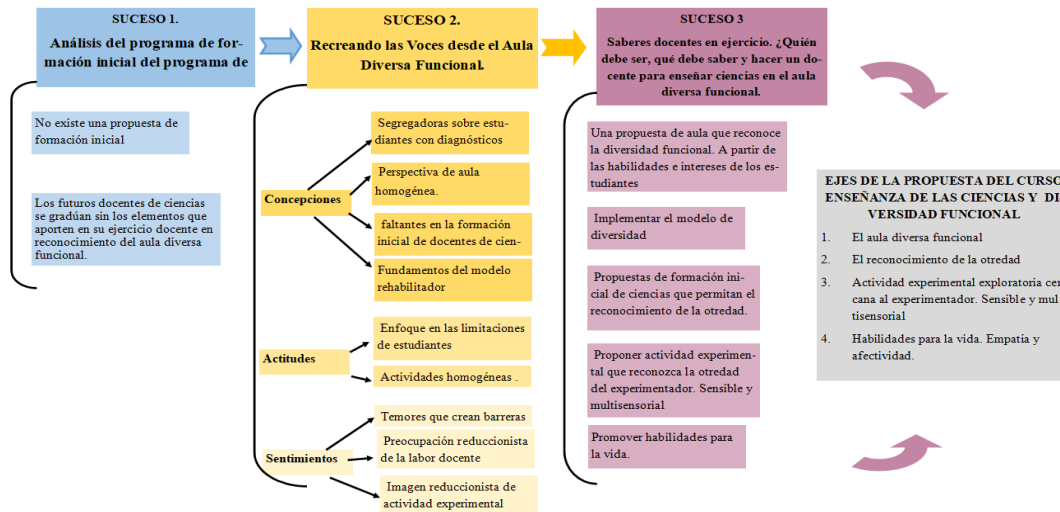 SUCESO 1.
Análisis del programa de for-
mación inicial del programa de
No existe una propuesta de
formación inicial
Los futuros docentes de ciencias
se gradúan sin los elementos que
aporten en su ejercicio docente en
reconocimiento del aula diversa
funcional.
SUCESO 2.
Recreando las Voces desde el Aula
Diversa Funcional.
Concepciones
Segregadoras sobre estu-
diantes con diagnósticos
Perspectiva de aula
homogénea.
faltantes en la formación
inicial de docentes de cien-
Fundamentos del modelo
rehabilitador
Actitudes
Enfoque en las limitaciones
de estudiantes
Actividades homogéneas .
Sentimientos
Temores que crean barreras
Preocupación reduccionista
de la labor docente
Imagen reduccionista de
actividad experimental
SUCESO 3
Saberes docentes en ejercicio. ¿Quién
debe ser, qué debe saber y hacer un do-
cente para enseñar ciencias en el aula
diversa funcional.
Una propuesta de aula que reconoce
la diversidad funcional. A partir de
las habilidades e intereses de los es-
tudiantes
Implementar el modelo de
diversidad
Propuestas de formación ini-
cial de ciencias que permitan el
reconocimiento de la otredad.
Proponer actividad experimen-
tal que reconozca la otredad
del experimentador. Sensible y
multisensorial
Promover habilidades para
la vida.
EJES DE LA PROPUESTA DEL CURSO
ENSEÑANZA DE LAS CIENCIAS Y DI
VERSIDAD FUNCIONAL
1. El aula diversa funcional
2. El reconocimiento de la otredad
3. Actividad experimental exploratoria cer
cana al experimentador. Sensible y mul
tisensorial
4. Habilidades para la vida. Empatía y
afectividad.